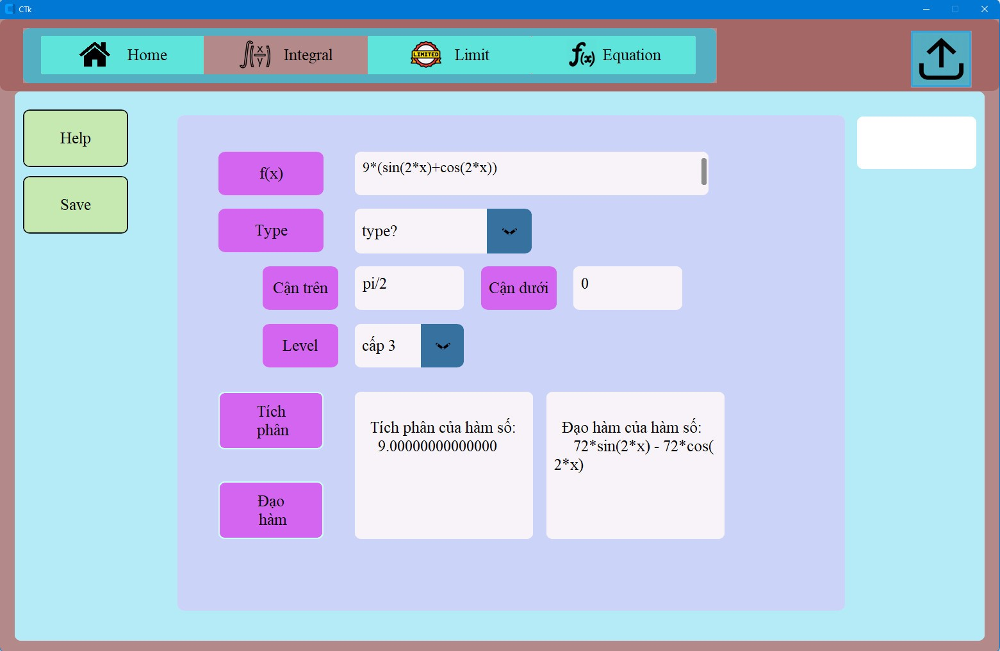 CTk
Home
Integral
x
y
LIMITED
Limit
f(x)
Equation
Help
Save
f(x)
9*(sin(2*x)+cos(2*x))
Type
type?
Cận trên
pi/2
Cận dưới
0
Level
cấp 3
Tích
phân
Tích phân của hàm số:
9.00000000000000
Đạo hàm của hàm số:
72*sin(2*x) - 72*cos(
2*x)
Đạo
hàm